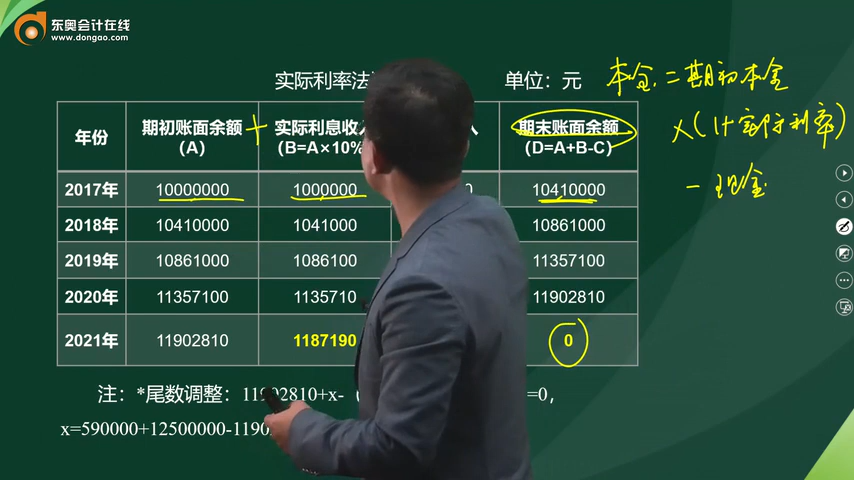 东奥会计在线
www.dongao.com
实际利率法 单位：元
年份 期初账面余额（A） 实际利息收入（B=A×10% 入 期末账面余额（D=A+B-C）
2017年 10000000 1000000 0 10410000
2018年 10410000 1041000 10861000
2019年 10861000 1086100 11357100
2020年 11357100 1135710 11902810
2021年 11902810 1187190 0
注：*尾数调整：11902810+x-（ =0，
x=590000+12500000-1190
本金=期初本金
×(1+实际利率)
-现金
+